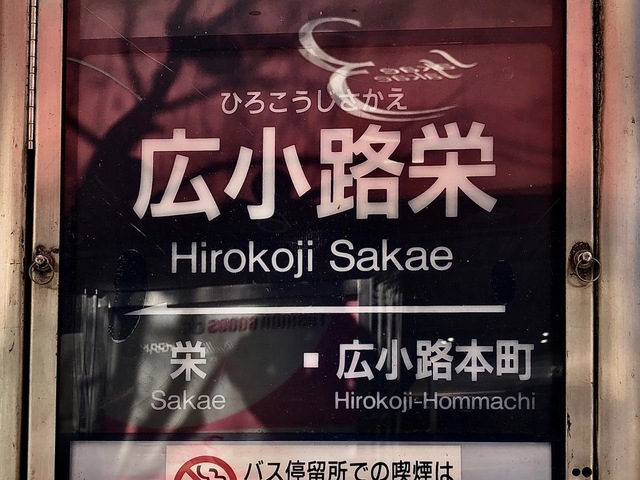 ひろこうじさかえ
広小路栄
Hirokoji Sakae
栄 広小路本町
Sakae Hirokoji-Hommachi
バス停留所での喫煙は